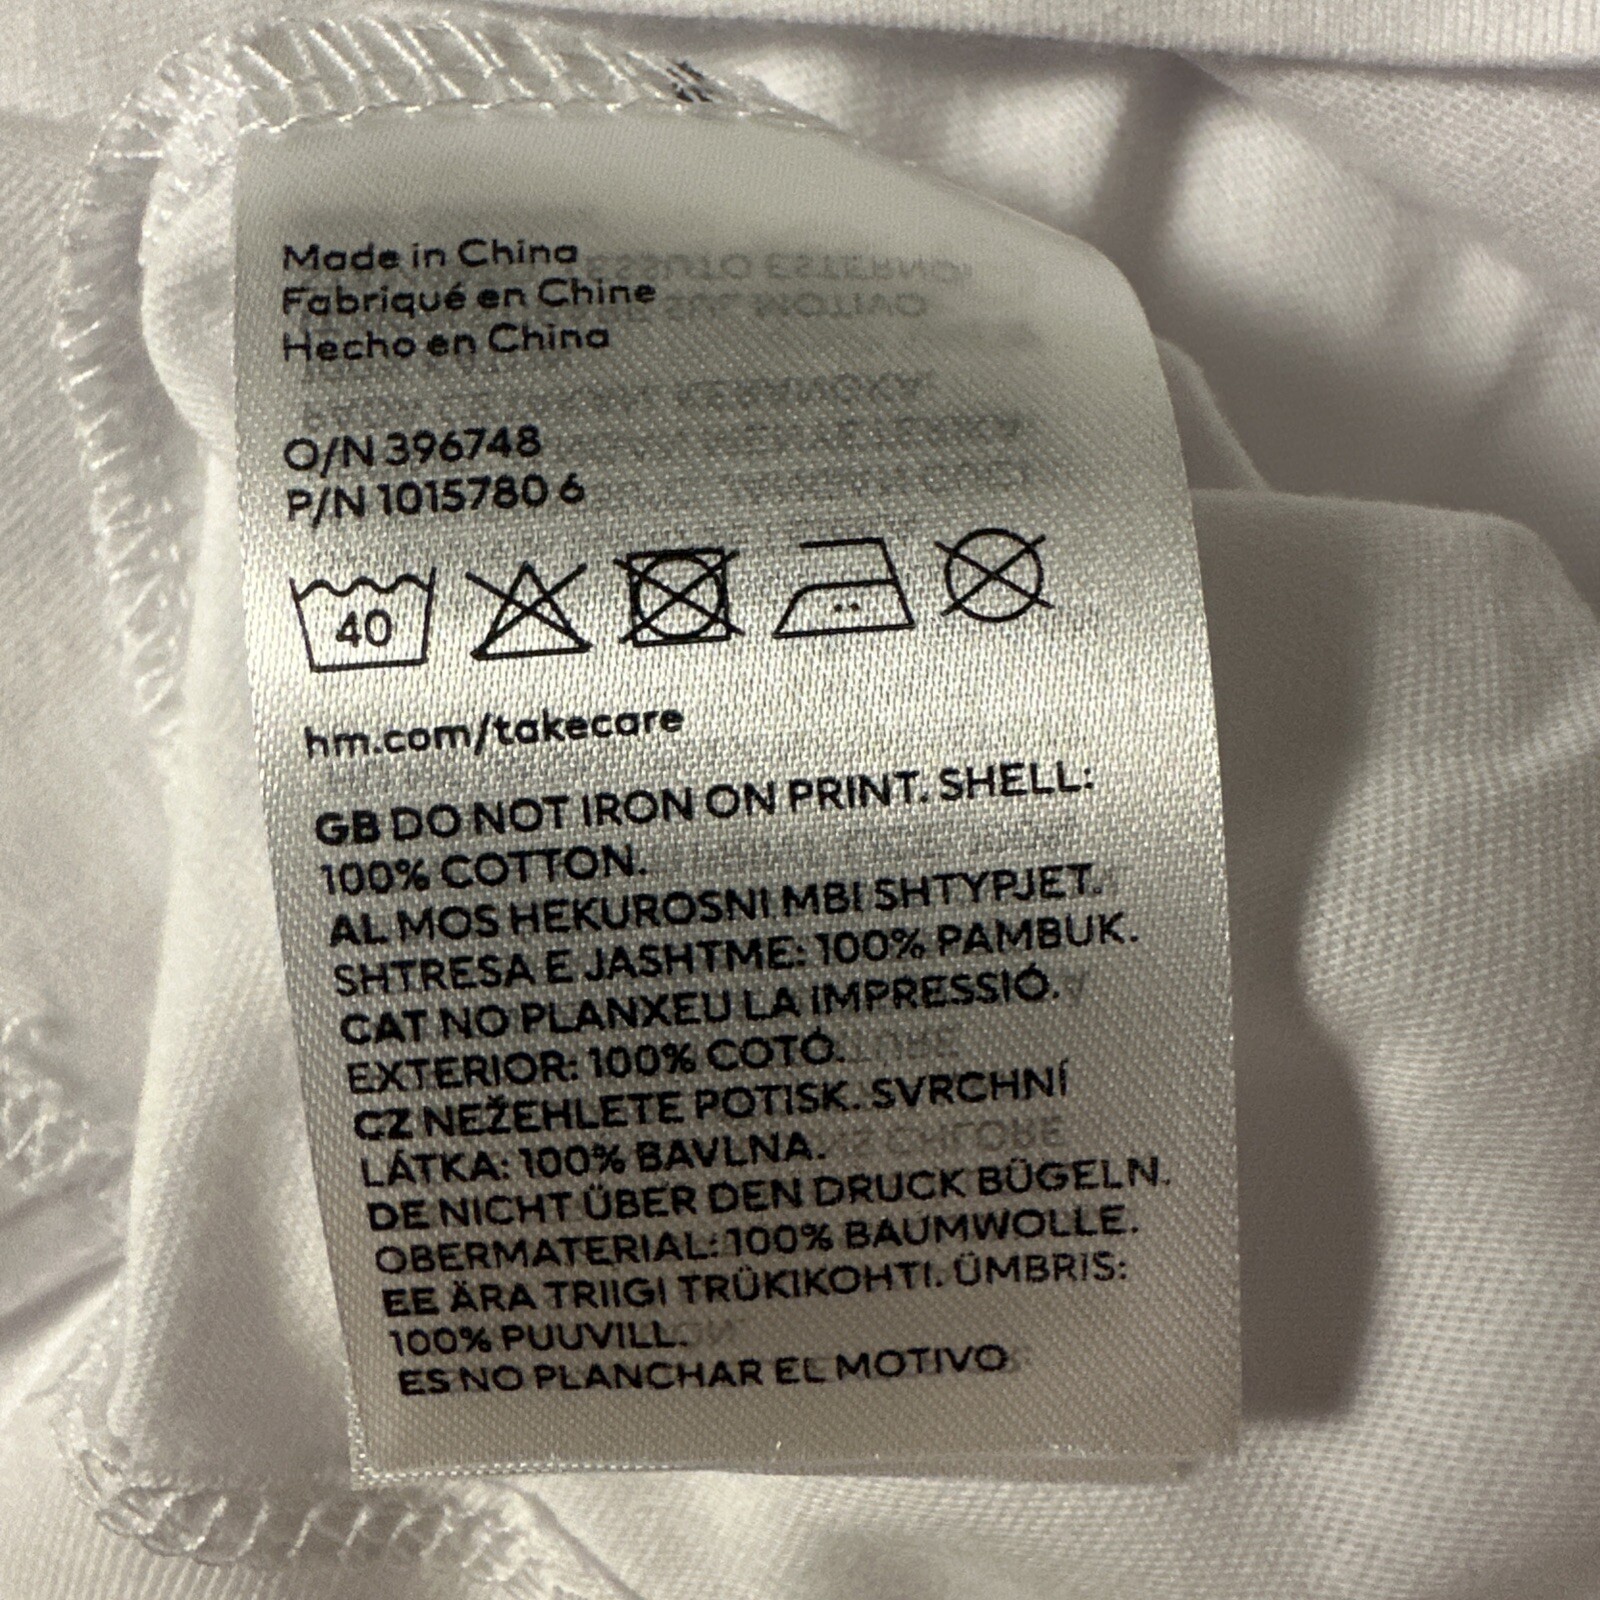 Made in China
Fabriqué en Chine
Hecho en China
O/N 396748
P/N 1015780 6
40
hm.com/takecare
GB DO NOT IRON ON PRINT. SHELL:
100% COTTON.
AL MOS HEKUROSNI MBI SHTYPJET.
SHTRESA E JASHTME: 100% PAMBUK.
CAT NO PLANXEU LA IMPRESSIÓ.
EXTERIOR: 100% COTÓ.
CZ NEŽEHLETE POTISK. SVRCHNÍ
LÁTKA: 100% BAVLNA.
DE NICHT ÜBER DEN DRUCK BÜGELN.
OBERMATERIAL: 100% BAUMWOLLE.
EE ÄRA TRIIGI TRÜKIKOHTI. ÜMBRIS:
100% PUUVILL.
ES NO PLANCHAR EL MOTIVO